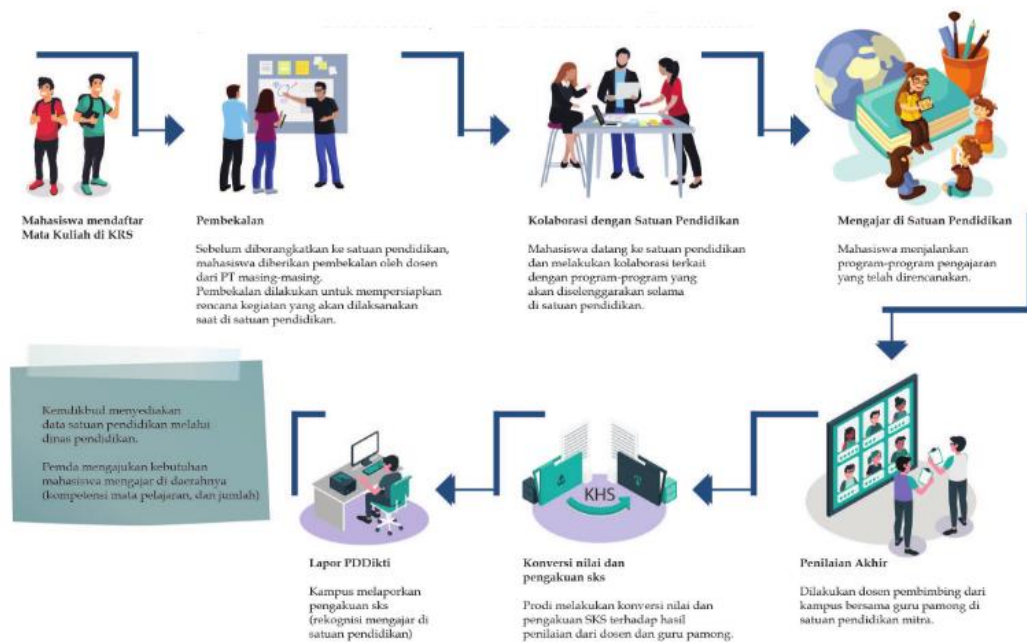 Mahasiswa mendaftar
Mata Kuliah di KRS
Pembekalan
Sebelum diberangkatkan ke satuan pendidikan,
mahasiswa diberikan pembekalan oleh dosen
dari PT masing-masing.
Pembekalan dilakukan untuk mempersiapkan
rencana kegiatan yang akan dilaksanakan
saat di satuan pendidikan.
Kolaborasi dengan Satuan Pendidikan
Mahasiswa datang ke satuan pendidikan
dan melakukan kolaborasi terkait
dengan program-program yang
akan diselenggarakan selama
di satuan pendidikan.
Mengajar di Satuan Pendidikan
Mahasiswa menjalankan
program-program pengajaran
yang telah direncanakan.
Kemdikbud menyediakan
data satuan pendidikan melalui
dinas pendidikan.
Pemda mengajukan kebutuhan
mahasiswa mengajar di daerahnya
(kompetensi mata pelajaran, dan jumlah)
Lapor PDDikti
Kampus melaporkan
pengakuan sks
(rekognisi mengajar di
satuan pendidikan)
KHS
Konversi nilai dan
pengakuan sks
Prodi melakukan konversi nilai dan
pengakuan SKS terhadap hasil
penilaian dari dosen dan guru pamong.
Penilaian Akhir
Dilakukan dosen pembimbing dari
kampus bersama guru pamong di
satuan pendidikan mitra.